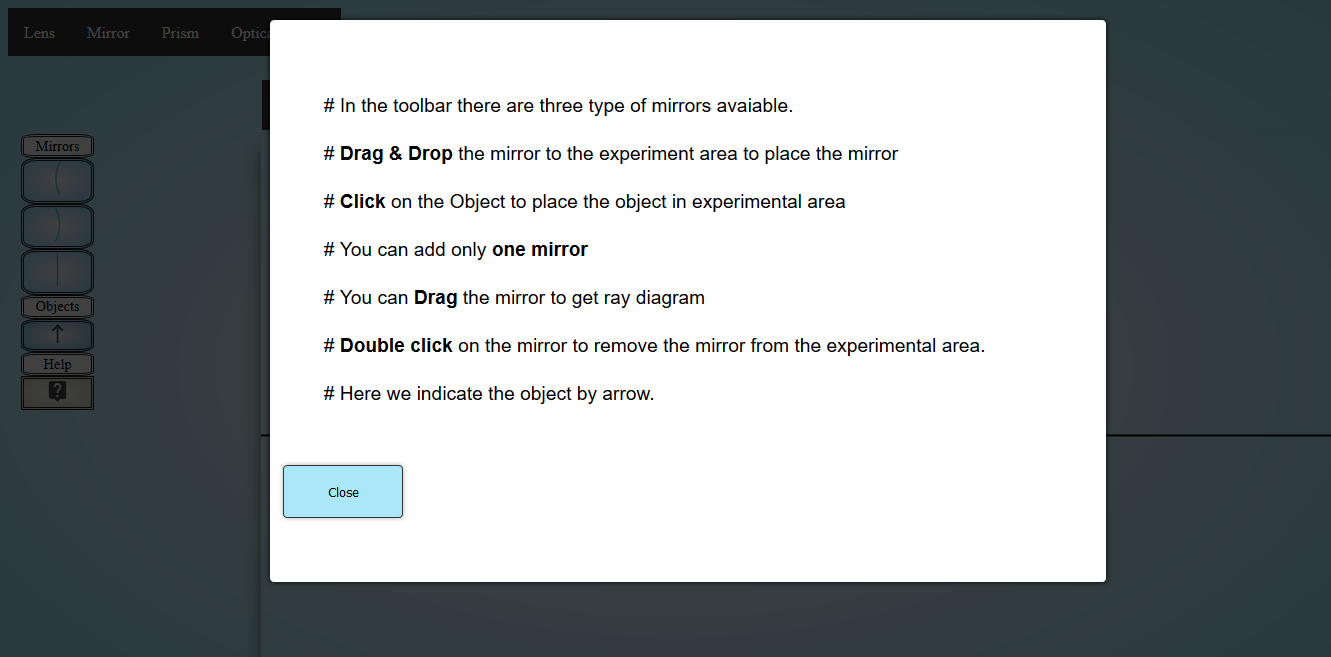 Lens Mirror Prism
# In the toolbar there are three type of mirrors avaiable.
# Drag & Drop the mirror to the experiment area to place the mirror
# Click on the Object to place the object in experimental area
# You can add only one mirror
# You can Drag the mirror to get ray diagram
# Double click on the mirror to remove the mirror from the experimental area.
# Here we indicate the object by arrow.
Close
Mirrors
Objects
Help
?